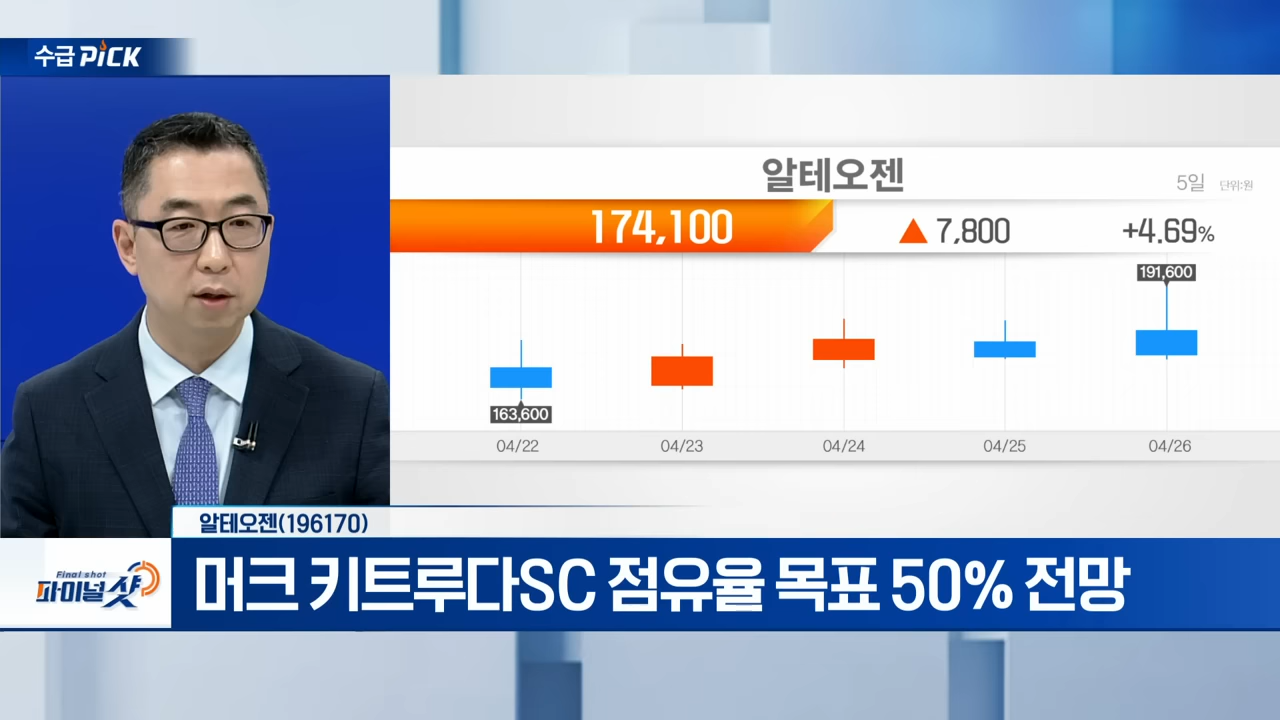 수급 PiCK
알테오젠
5일 단위:원
174,100 ▲ 7,800 +4.69%
191,600
163,600
04/22 04/23 04/24 04/25 04/26
알테오젠(196170)
Final shot
파이널샷
머크 키트루다SC 점유율 목표 50% 전망